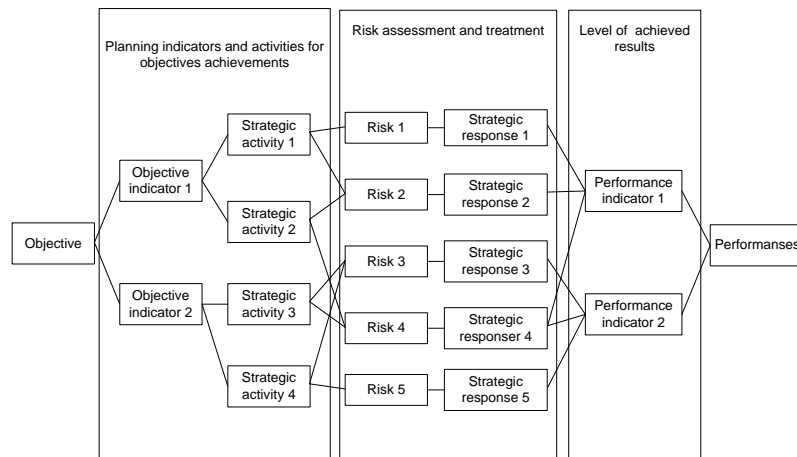 Planning indicators and activities for
objectives achievements
Risk assessment and treatment
Level of achieved
results
Objective
Objective
indicator 1
Objective
indicator 2
Strategic
activity 1
Strategic
activity 2
Strategic
activity 3
Strategic
activity 4
Risk 1
Risk 2
Risk 3
Risk 4
Risk 5
Strategic
response 1
Strategic
response 2
Strategic
response 3
Strategic
responser 4
Strategic
response 5
Performance
indicator 1
Performance
indicator 2
Performanses